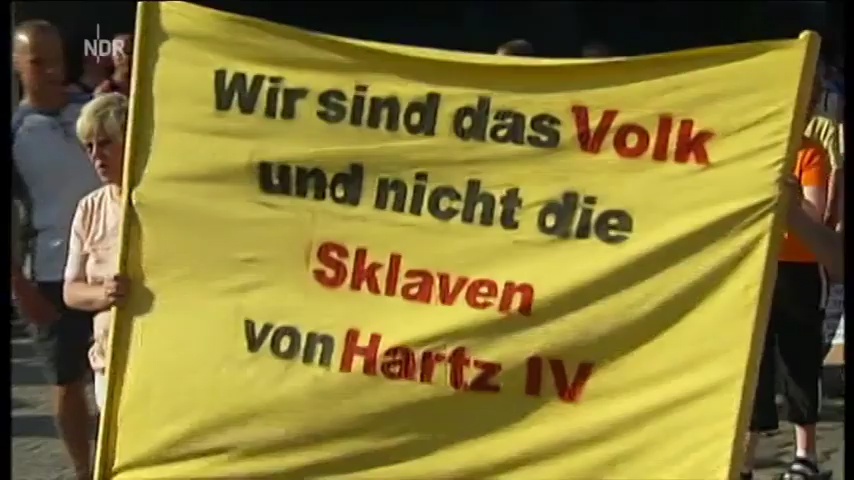 NDR
Wir sind das Volk
und nicht die
Sklaven
von Hartz IV